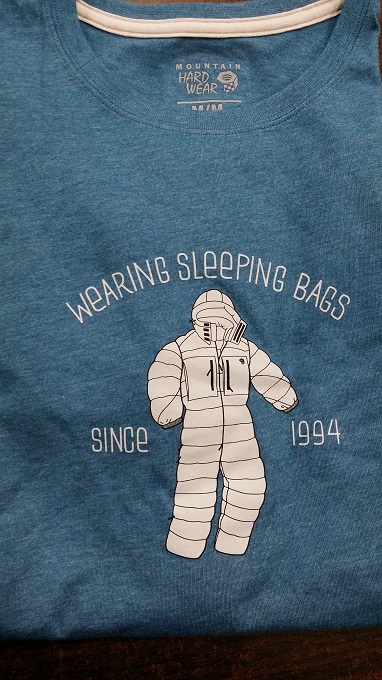 MOUNTAIN
HARD
WEAR
M/M
WEARING SLEEPING BAGS
SINCE 1994